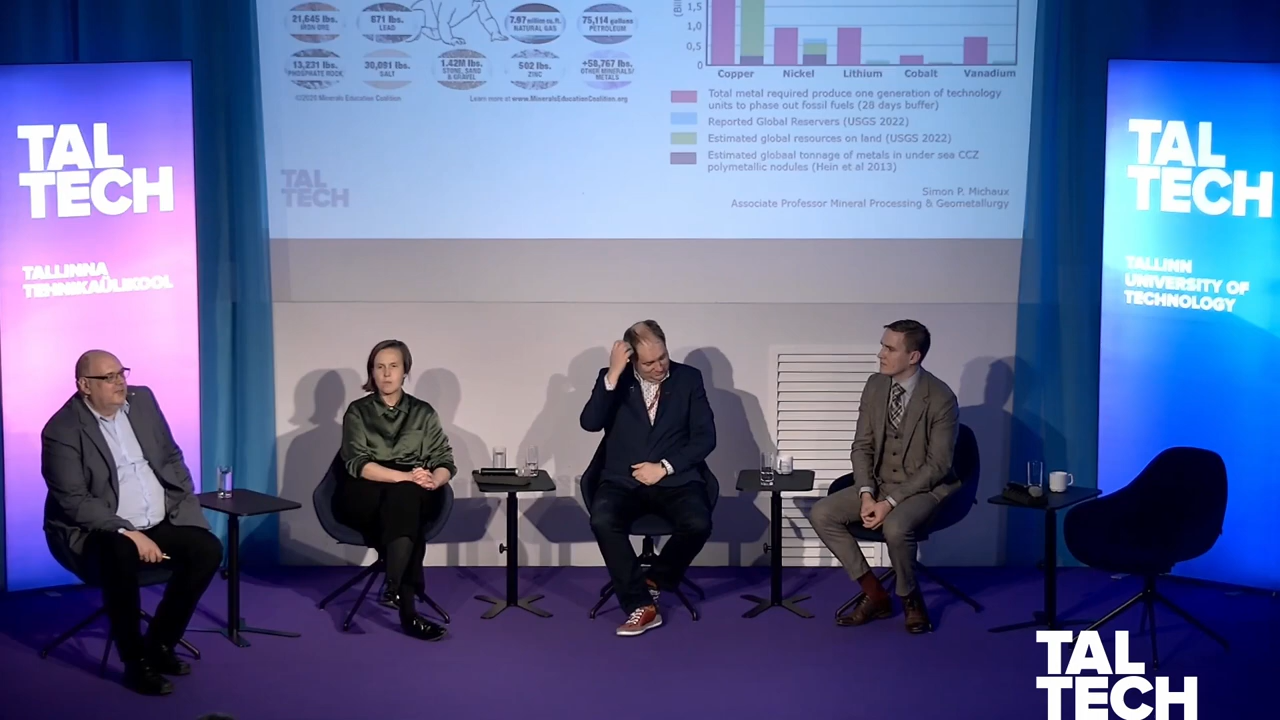 21,645 lbs.
IRON ORE
671 lbs.
LEAD
7.97 million cu. ft.
NATURAL GAS
75,114 gallons
PETROLEUM
13,231 lbs.
PHOSPHATE ROCK
30,091 lbs.
SALT
1.42M lbs.
STONE, SAND
& GRAVEL
502 lbs.
ZINC
+58,767 lbs.
OTHER MINERALS/
METALS
©2020 Minerals Education Coalition
Learn more at www.MineralsEducationCoalition.org
TAL
TECH
1,5
1,0
0,5
0
Copper Nickel Lithium Cobalt Vanadium
Total metal required produce one generation of technology
units to phase out fossil fuels (28 days buffer)
Reported Global Reservers (USGS 2022)
Estimated global resources on land (USGS 2022)
Estimated globaal tonnage of metals in under sea CCZ
polymetallic nodules (Hein et al 2013)
Simon P. Michaux
Associate Professor Mineral Processing & Geometallurgy
TAL
TECH
TALLINNA
TEHNIKAÜLIKOOL
TAL
TECH
TALLINN
UNIVERSITY OF
TECHNOLOGY
TAL
TECH